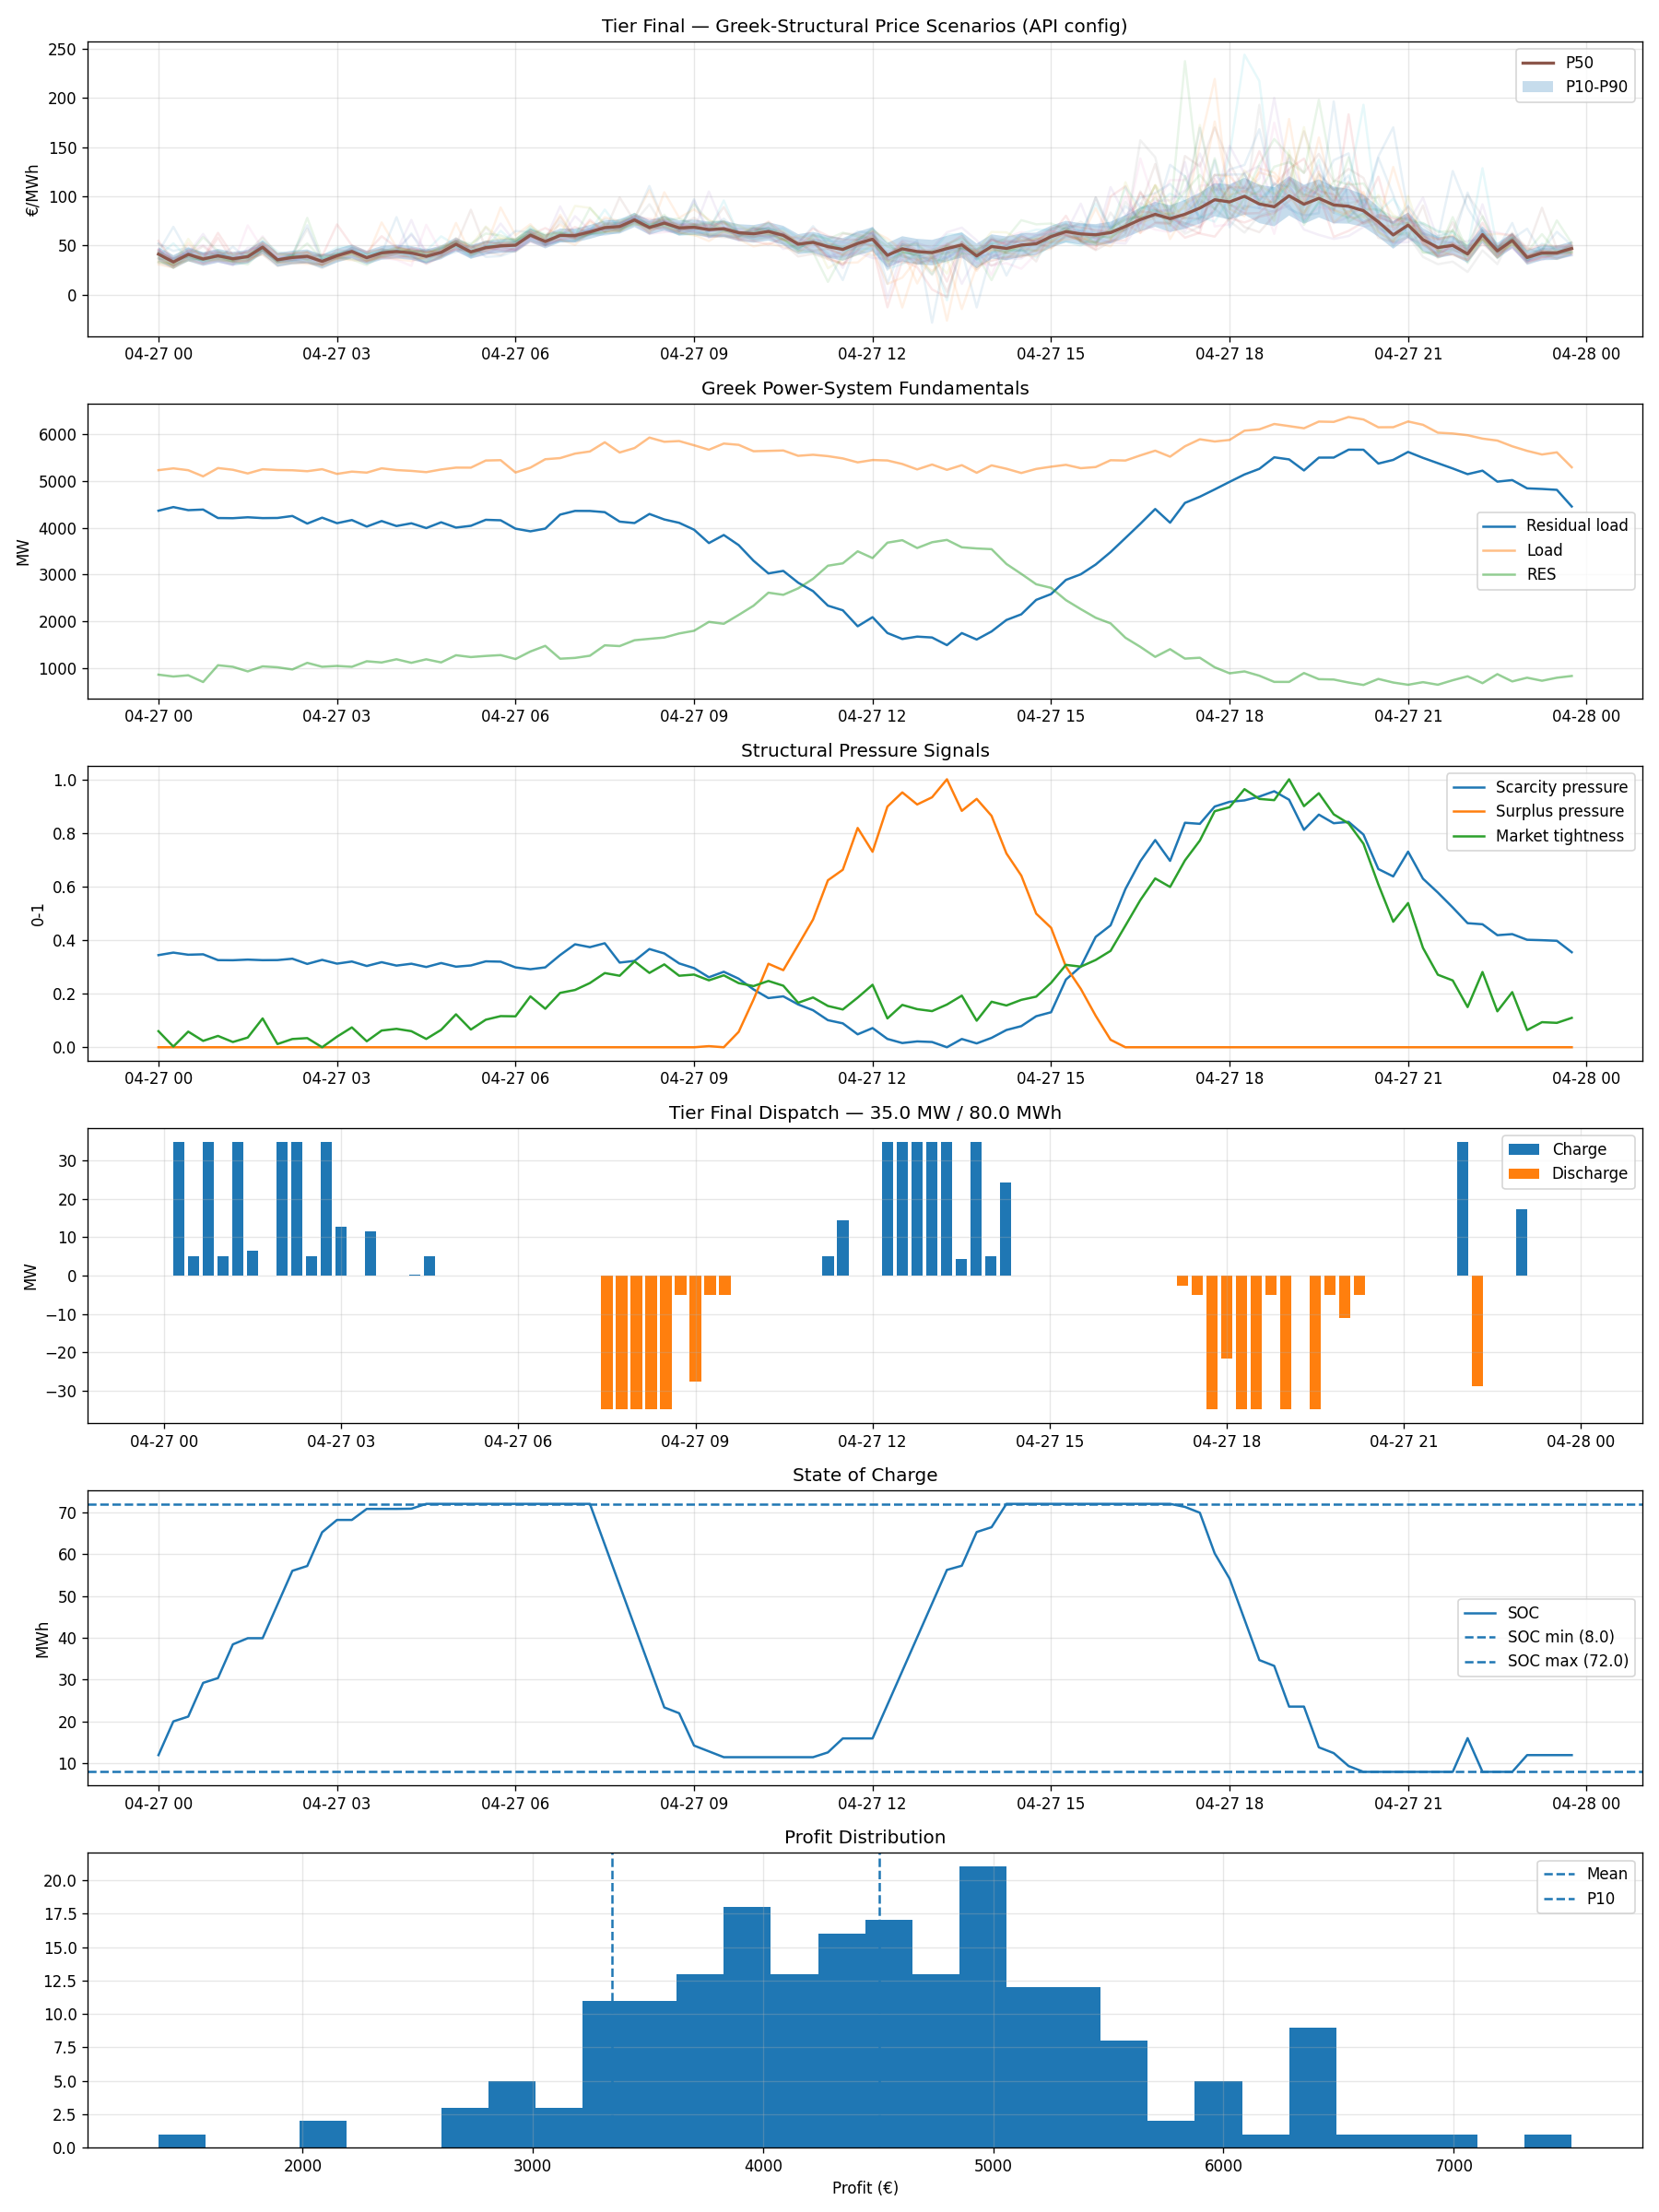 Tier Final — Greek-Structural Price Scenarios (API config)
€/MWh
250
200
150
100
50
0
P50
P10-P90
04-27 00 04-27 03 04-27 06 04-27 09 04-27 12 04-27 15 04-27 18 04-27 21 04-28 00
Greek Power-System Fundamentals
MW
6000
5000
4000
3000
2000
1000
Residual load
Load
RES
04-27 00 04-27 03 04-27 06 04-27 09 04-27 12 04-27 15 04-27 18 04-27 21 04-28 00
Structural Pressure Signals
0-1
1.0
0.8
0.6
0.4
0.2
0.0
Scarcity pressure
Surplus pressure
Market tightness
04-27 00 04-27 03 04-27 06 04-27 09 04-27 12 04-27 15 04-27 18 04-27 21 04-28 00
Tier Final Dispatch — 35.0 MW / 80.0 MWh
MW
30
20
10
0
−10
−20
−30
Charge
Discharge
04-27 00 04-27 03 04-27 06 04-27 09 04-27 12 04-27 15 04-27 18 04-27 21 04-28 00
State of Charge
MWh
70
60
50
40
30
20
10
SOC
SOC min (8.0)
SOC max (72.0)
04-27 00 04-27 03 04-27 06 04-27 09 04-27 12 04-27 15 04-27 18 04-27 21 04-28 00
Profit Distribution
20.0
17.5
15.0
12.5
10.0
7.5
5.0
2.5
0.0
Mean
P10
2000 3000 4000 5000 6000 7000
Profit (€)